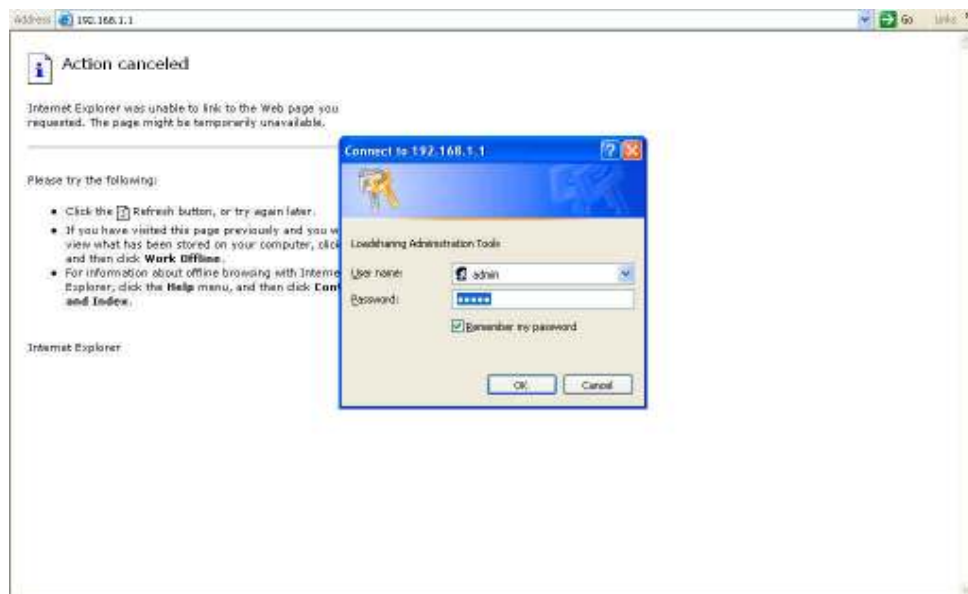 Address 192.168.1.1 Go Links
Action canceled
Internet Explorer was unable to link to the Web page you
requested. The page might be temporarily unavailable.
Please try the following:
Click the Refresh button, or try again later.
If you have visited this page previously and you w
view what has been stored on your computer, click
and then click Work Offline.
For information about offline browsing with Interne
Explorer, click the Help menu, and then click Cont
and Index.
Internet Explorer
Connect to 192.168.1.1
Loadsharing Administration Tools
User name: admin
Password:
Remember my password
OK Cancel